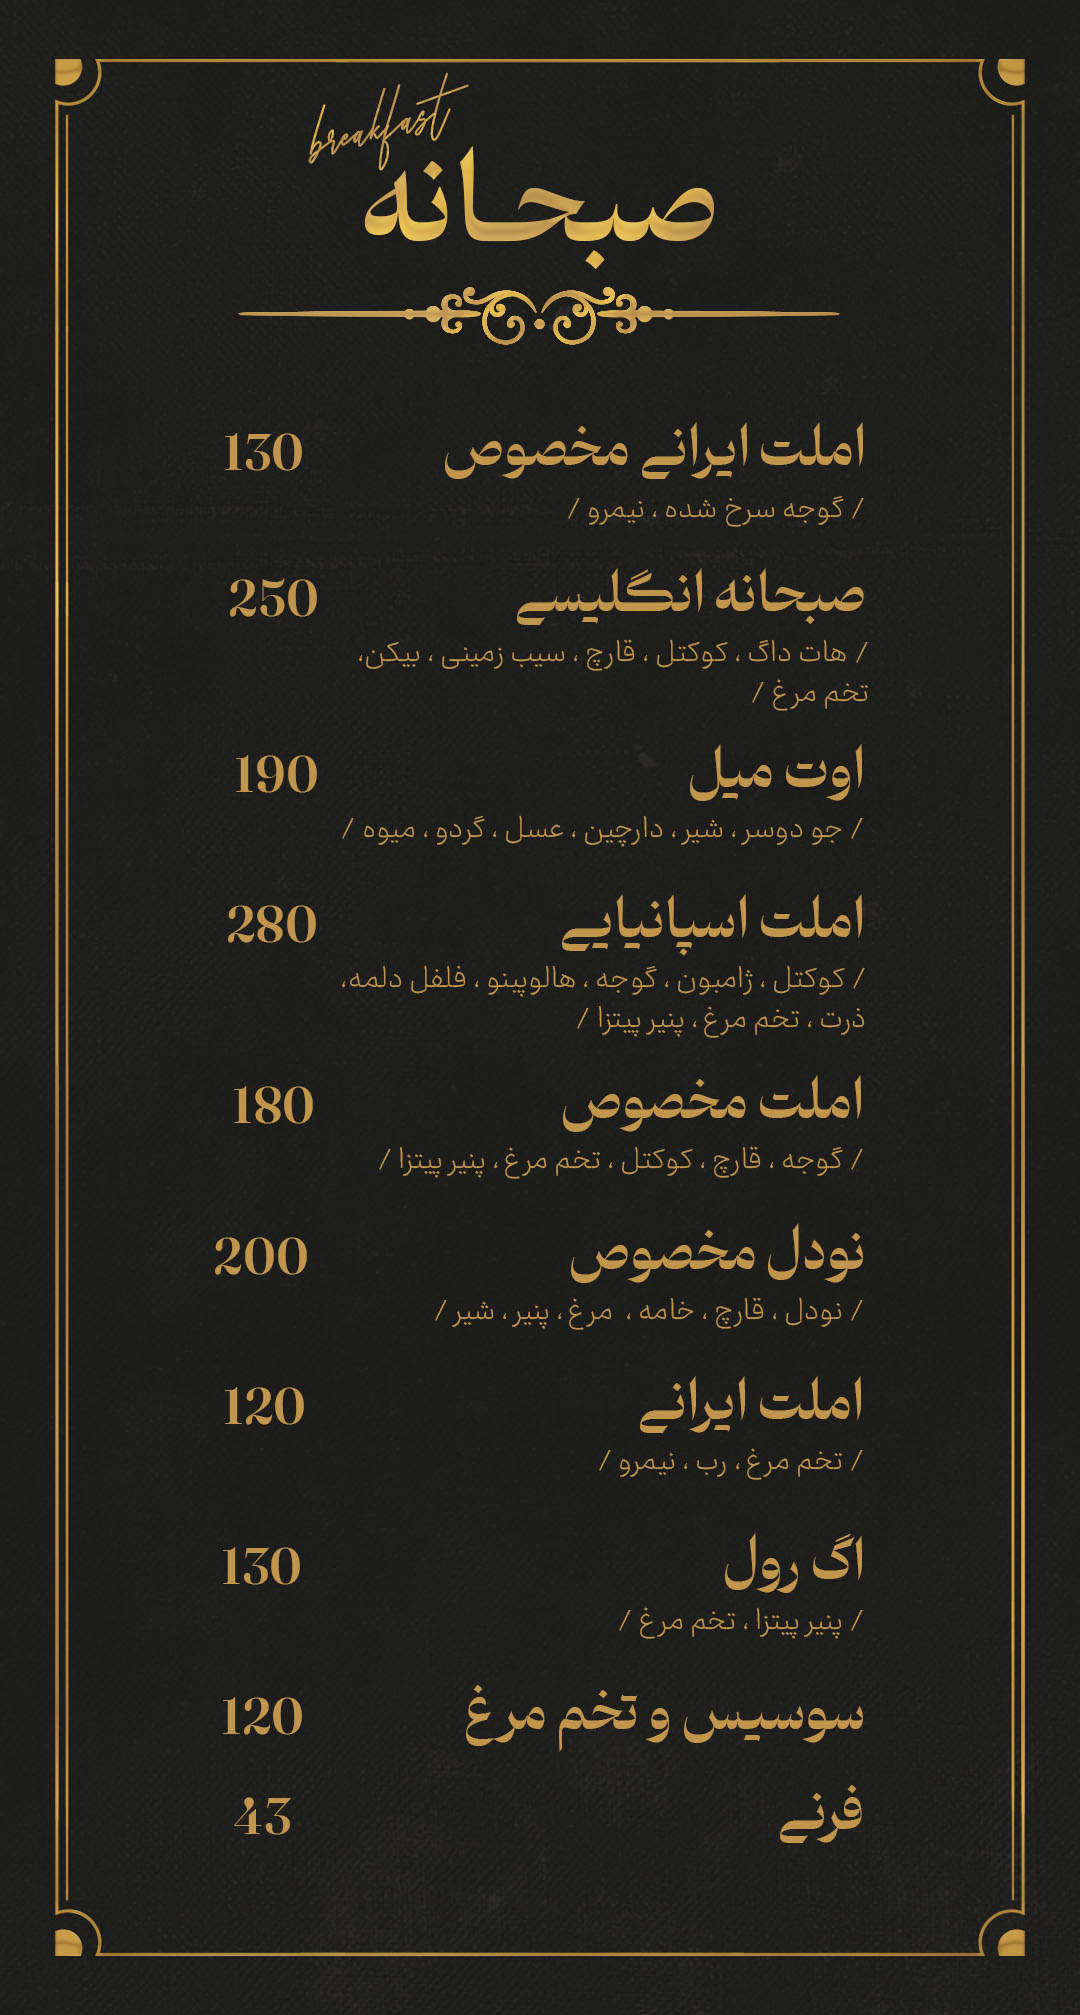 breakfast
صبحانه
املت ایرانی مخصوص 130
/ گوجه سرخ شده ، نیمرو /
صبحانه انگلیسی 250
/ هات داگ ، کوکتل ، قارچ ، سیب زمینی ، بیکن،
تخم مرغ /
اوت میل 190
/ جو دوسر ، شیر ، دارچین ، عسل ، گردو ، میوه /
املت اسپانیایی 280
/ کوکتل ، ژامبون ، گوجه ، هالوپینو ، فلفل دلمه،
ذرت ، تخم مرغ ، پنیر پیتزا /
املت مخصوص 180
/ گوجه ، قارچ ، کوکتل ، تخم مرغ ، پنیر پیتزا /
نودل مخصوص 200
/ نودل ، قارچ ، خامه ، مرغ ، پنیر ، شیر /
املت ایرانی 120
/ تخم مرغ ، رب ، نیمرو /
اگ رول 130
/ پنیر پیتزا ، تخم مرغ /
سوسیس و تخم مرغ 120
فرنی 43